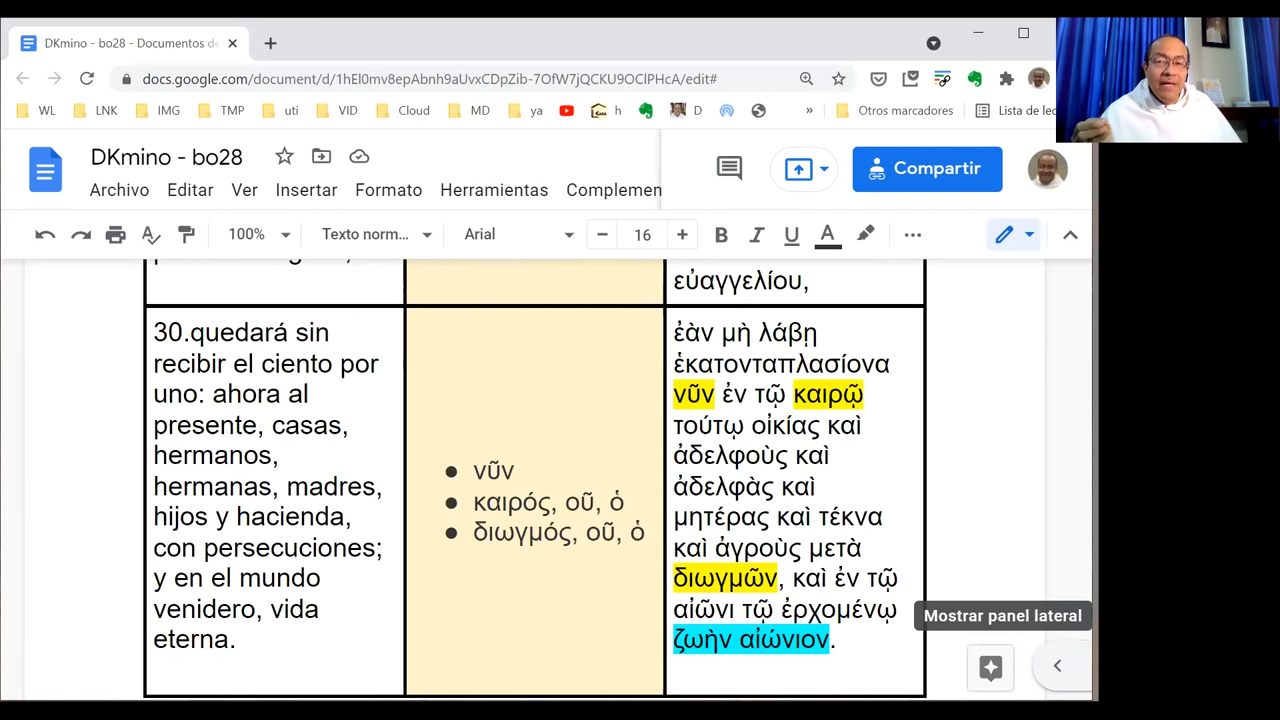 DKmino - bo28 - Documentos de
docs.google.com/document/d/1hEl0mv8epAbnh9aUvxCDpZib-7OfW7jQCKU9OCIPHcA/edit#
WL LNK IMG TMP uti VID Cloud MD ya h D » Otros marcadores Lista de lec
DKmino - bo28
Compartir
Archivo Editar Ver Insertar Formato Herramientas Complemen
100% Texto norm... Arial 16 B I U A
εὐαγγελίου,
30.quedará sin
recibir el ciento por
uno: ahora al
presente, casas,
hermanos,
hermanas, madres,
hijos y hacienda,
con persecuciones;
y en el mundo
venidero, vida
eterna.
● νῦν
● καιρός, οῦ, ὁ
● διωγμός, οῦ, ὁ
ἐὰν μὴ λάβῃ
ἑκατονταπλασίονα
νῦν ἐν τῷ καιρῷ
τούτῳ οἰκίας καὶ
ἀδελφοὺς καὶ
ἀδελφὰς καὶ
μητέρας καὶ τέκνα
καὶ ἀγροὺς μετὰ
διωγμῶν, καὶ ἐν τῷ
αἰῶνι τῷ ἐρχομένῳ
ζωὴν αἰώνιον.
Mostrar panel lateral